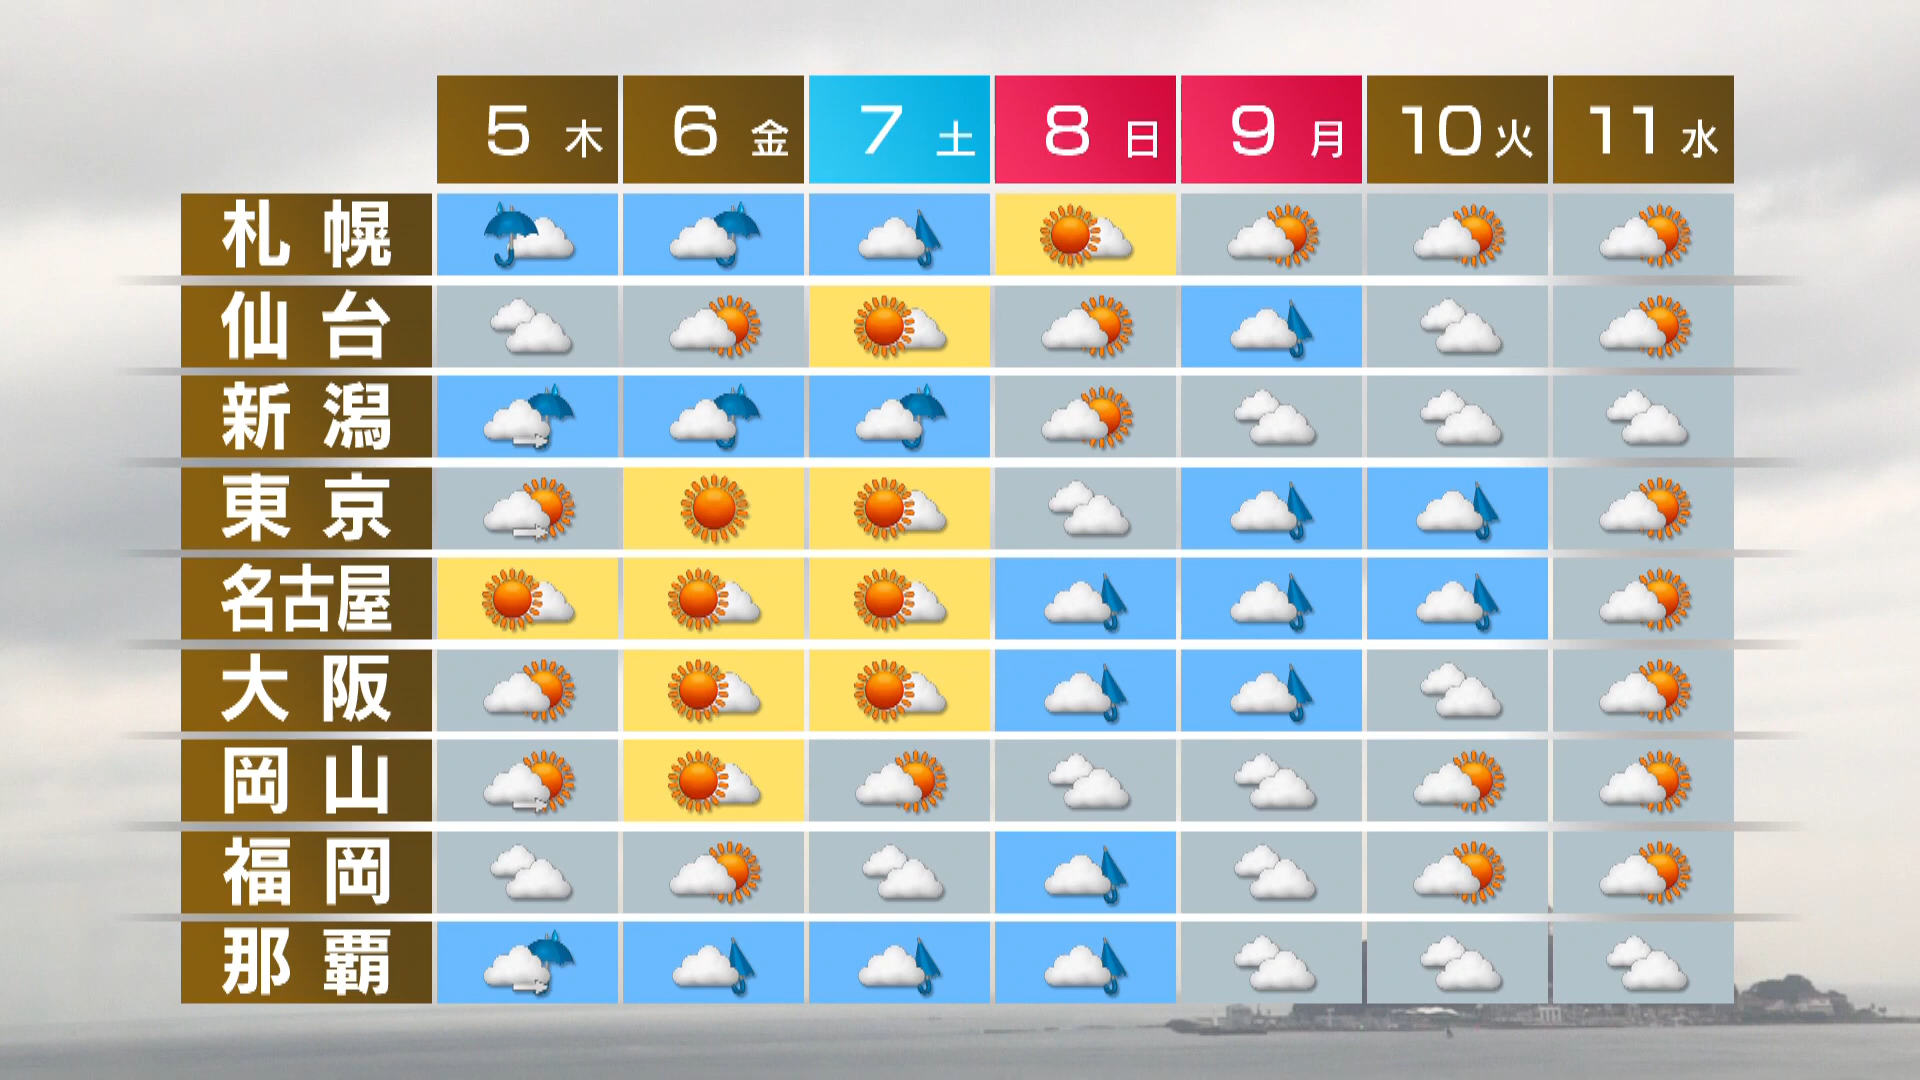 5 木 6 金 7 土 8 日 9 月 10 火 11 水
札幌
仙台
新潟
東京
名古屋
大阪
岡山
福岡
那覇